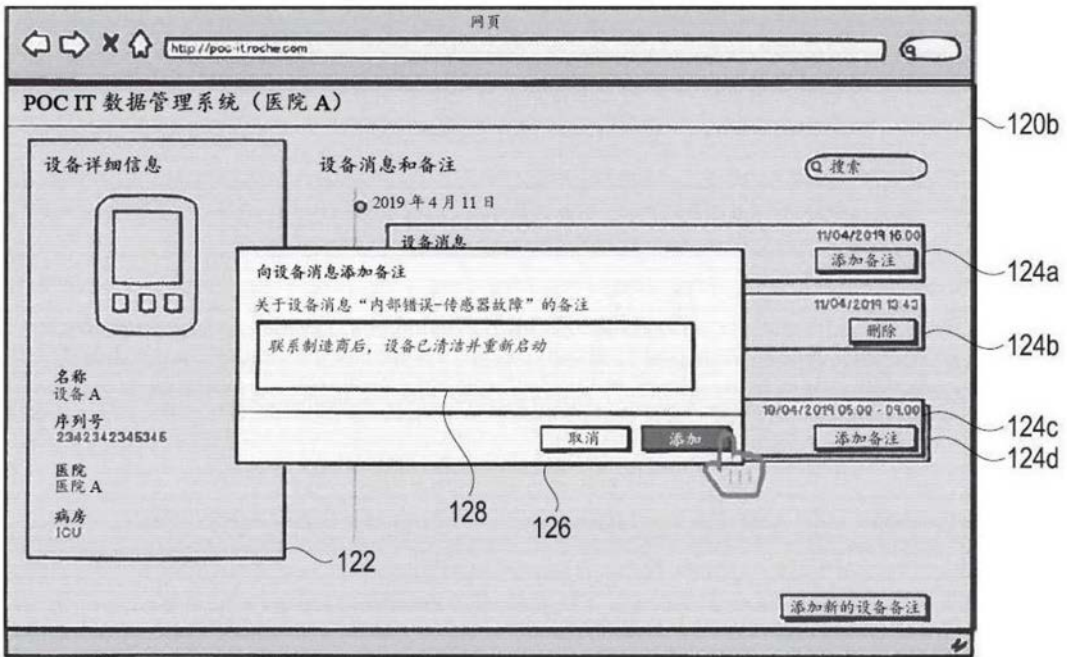 网页
http://poc-it.roche.com
POC IT 数据管理系统（医院 A）
120b
设备详细信息
设备消息和备注
搜索
2019 年 4 月 11 日
11/04/2019 16.00
设备消息
添加备注
124a
向设备消息添加备注
关于设备消息“内部错误-传感器故障”的备注
11/04/2019 13:43
删除
124b
联系制造商后，设备已清洁并重新启动
名称
设备 A
序列号
2342342345345
10/04/2019 05.00 - 09.00
124c
取消
添加
添加备注
124d
医院
医院 A
128
126
病房
ICU
122
添加新的设备备注